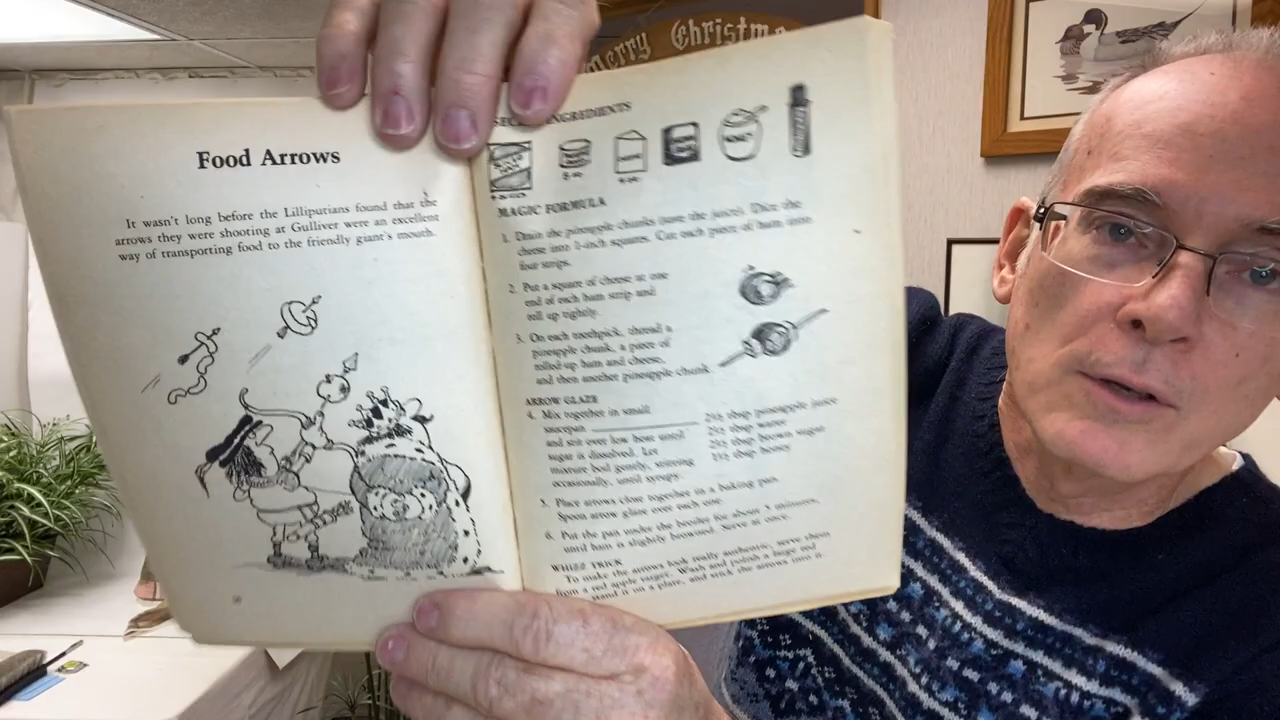 Merry Christm
Food Arrows
It wasn't long before the Lilliputians found that the
arrows they were shooting at Gulliver were an excellent
way of transporting food to the friendly giant's mouth.
INGREDIENTS
MAGIC FORMULA
1. Drain the pineapple chunks (save the juice). Dice the
cheese into 1-inch squares. Cut each piece of ham into
four strips.
2. Put a square of cheese at one
end of each ham strip and
roll up tightly.
3. On each toothpick, thread a
pineapple chunk, a piece of
rolled up ham and cheese,
and then another pineapple chunk.
ARROW GLAZE
4. Mix together in small
saucepan
and stir over low heat until
sugar is dissolved. Let
mixture boil gently, stirring
occasionally, until syrupy.
tbsp pineapple juice
tbsp water
tbsp brown sugar
tbsp honey
5. Place arrows close together in a baking pan.
Spoon arrow glaze over each one.
6. Put the pan under the broiler for about minutes,
until ham is slightly browned. Serve at once.
TRICK
To make the arrows look really authentic, serve them
from a red apple target. Wash and polish a large red
stand it on a plate, and stick the arrows into it.